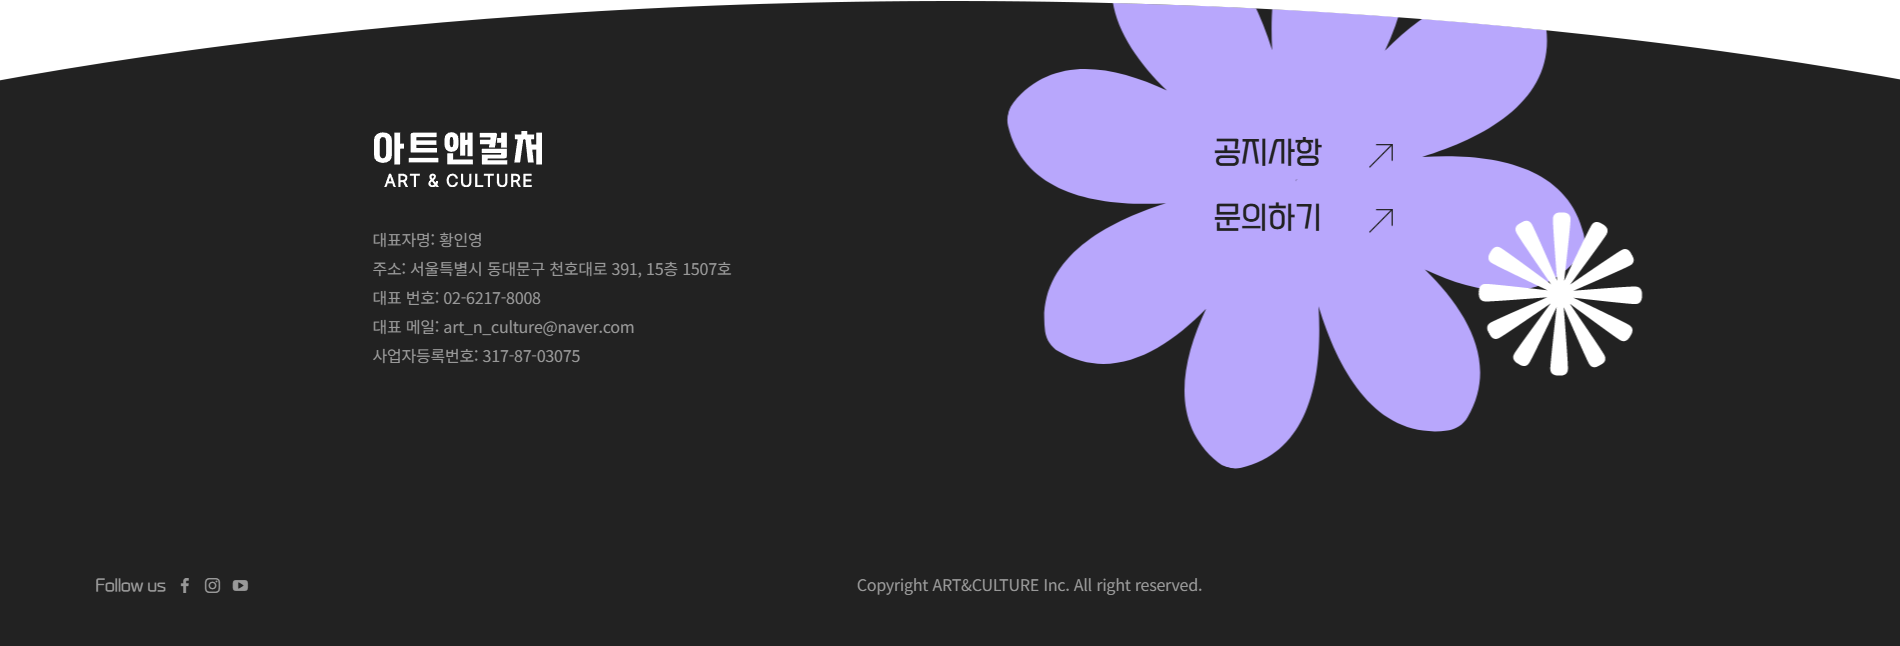 아트앤컬쳐
ART & CULTURE
대표자명: 황인영
주소: 서울특별시 동대문구 천호대로 391, 15층 1507호
대표 번호: 02-6217-8008
대표 메일: art_n_culture@naver.com
사업자등록번호: 317-87-03075
공지사항
문의하기
Follow us
Copyright ART&CULTURE Inc. All right reserved.